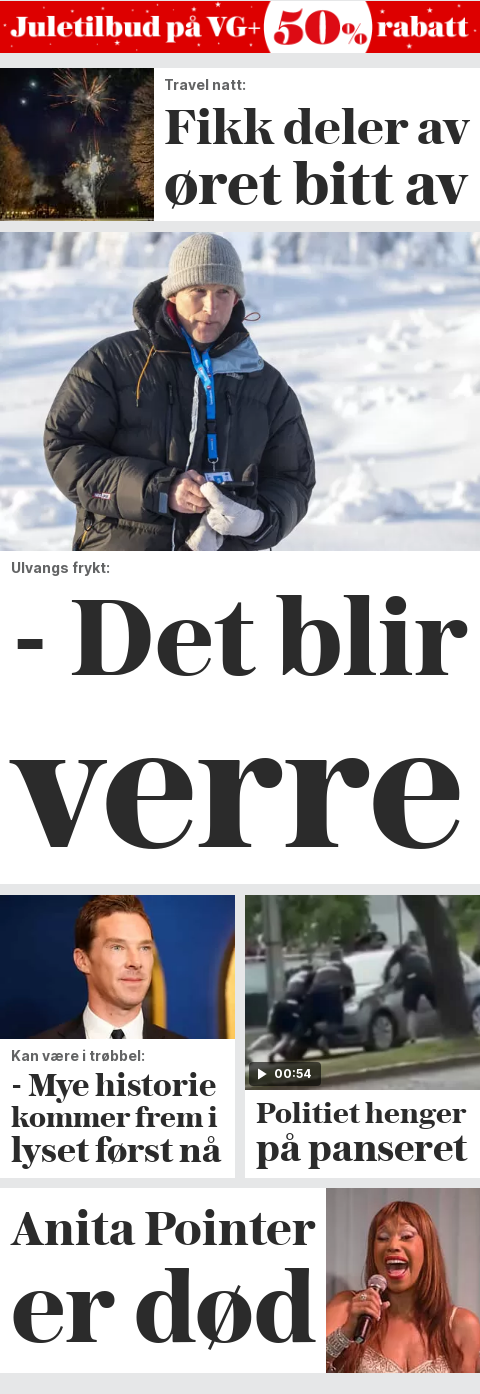 Juletilbud på VG+ 50% rabatt
Travel natt:
Fikk deler av
øret bitt av
Ulvangs frykt:
- Det blir
verre
Kan være i trøbbel:
- Mye historie
kommer frem i
lyset først nå
00:54
Politiet henger
på panseret
Anita Pointer
er død